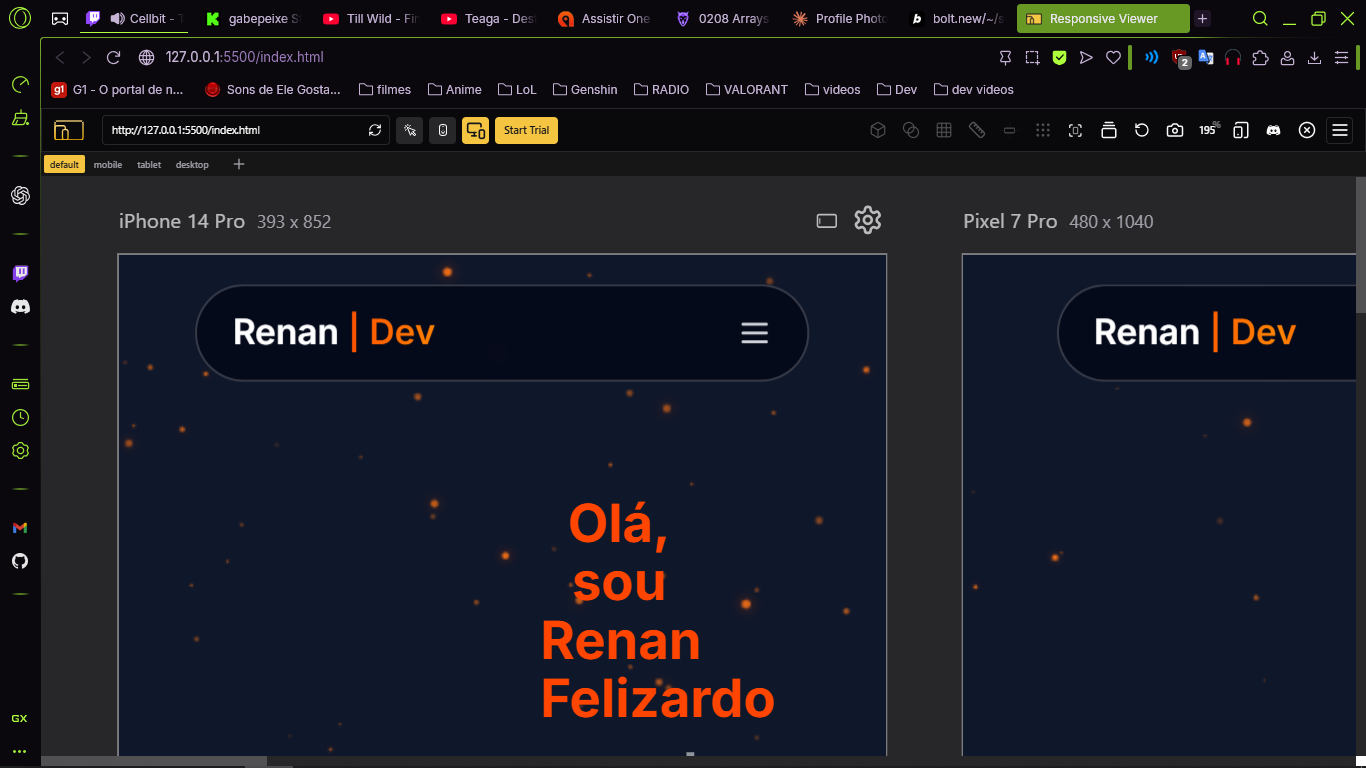 Cellbit - T
gabepeixe S
Till Wild - Fir
Teaga - Des
Assistir One
0208 Arrays
Profile Photo
bolt.new/~/s
Responsive Viewer
127.0.0.1:5500/index.html
2
g1 G1 - O portal de n...
Sons de Ele Gosta...
filmes
Anime
LoL
Genshin
RADIO
VALORANT
videos
Dev
dev videos
http://127.0.0.1:5500/index.html
Start Trial
195%
default
mobile
tablet
desktop
iPhone 14 Pro 393 x 852
Pixel 7 Pro 480 x 1040
Renan | Dev
Renan | Dev
Olá,
sou
Renan
Felizardo
GX